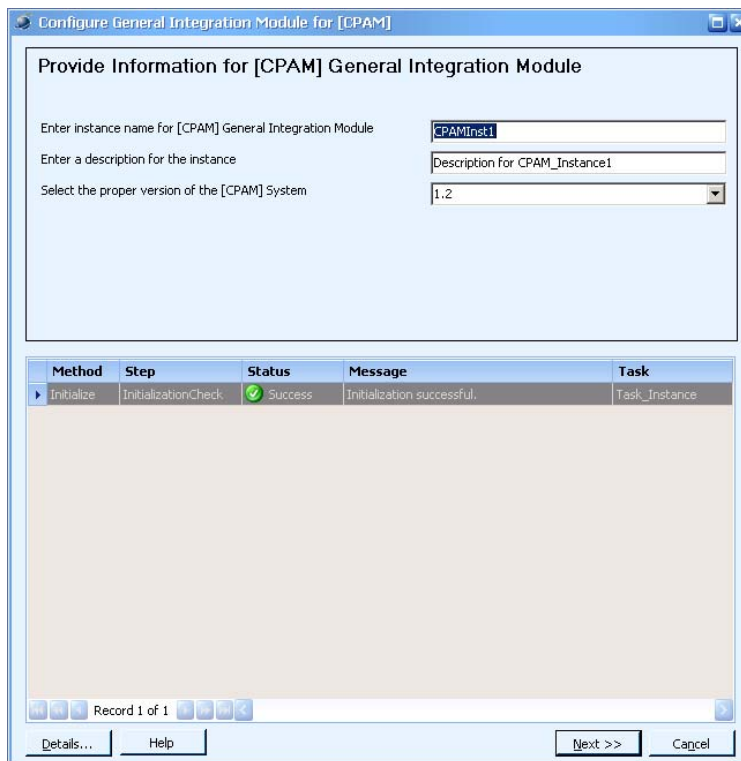 Configure General Integration Module for [CPAM]
Provide Information for [CPAM] General Integration Module
Enter instance name for [CPAM] General Integration Module CPAMInst1
Enter a description for the instance Description for CPAM_Instance1
Select the proper version of the [CPAM] System 1.2
Method Step Status Message Task
Initialize InitializationCheck Success Initialization successful. Task_Instance
Record 1 of 1
Details... Help Next >> Cancel